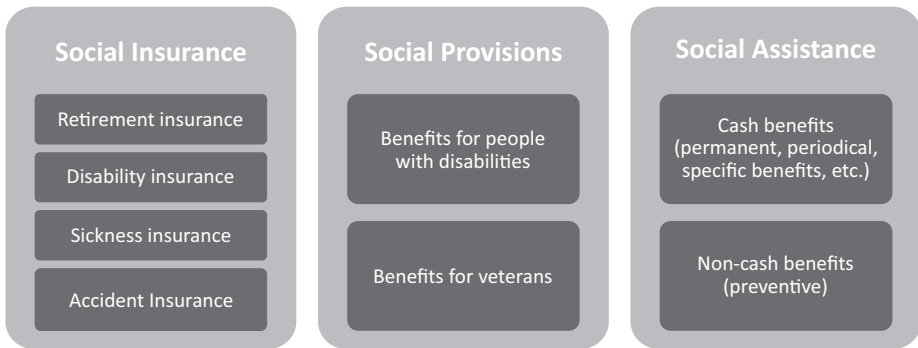 Social Insurance
Retirement insurance
Disability insurance
Sickness insurance
Accident Insurance
Social Provisions
Benefits for people
with disabilities
Benefits for veterans
Social Assistance
Cash benefits
(permanent, periodical,
specific benefits, etc.)
Non-cash benefits
(preventive)